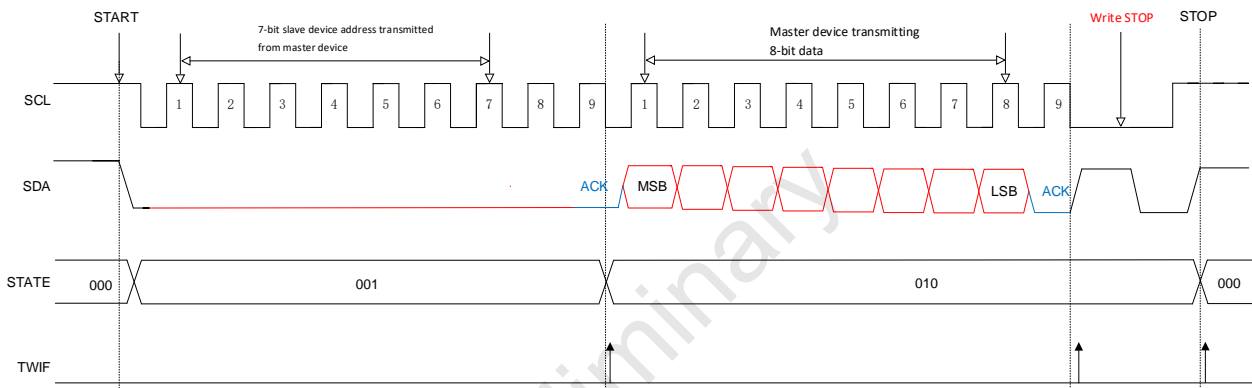 START
7-bit slave device address transmitted
from master device
Master device transmitting
8-bit data
Write STOP
STOP
SCL
1 2 3 4 5 6 7 8 9 1 2 3 4 5 6 7 8 9
SDA
ACK
MSB
LSB
ACK
STATE
000
001
010
000
TWIF